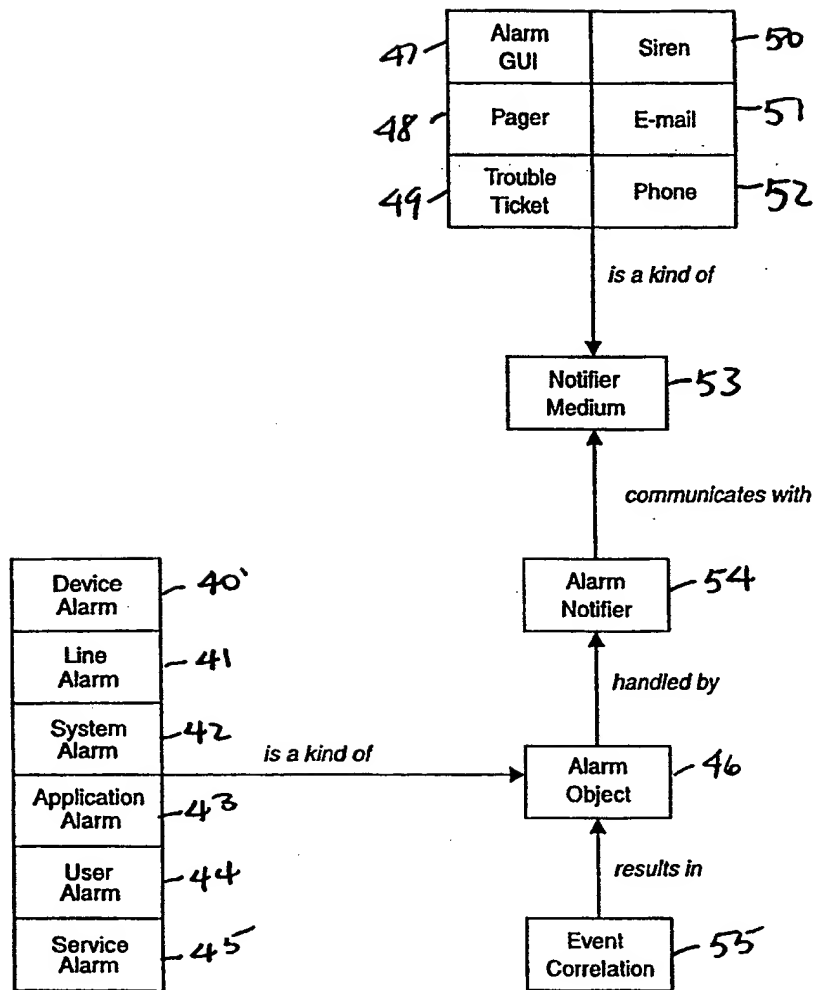 47
Alarm
GUI
Siren
50
48
Pager
E-mail
51
49
Trouble
Ticket
Phone
52
is a kind of
Notifier
Medium
53
communicates with
Alarm
Notifier
54
handled by
Device
Alarm
40
Line
Alarm
41
System
Alarm
42
is a kind of
Alarm
Object
46
Application
Alarm
43
User
Alarm
44
results in
Service
Alarm
45
Event
Correlation
55